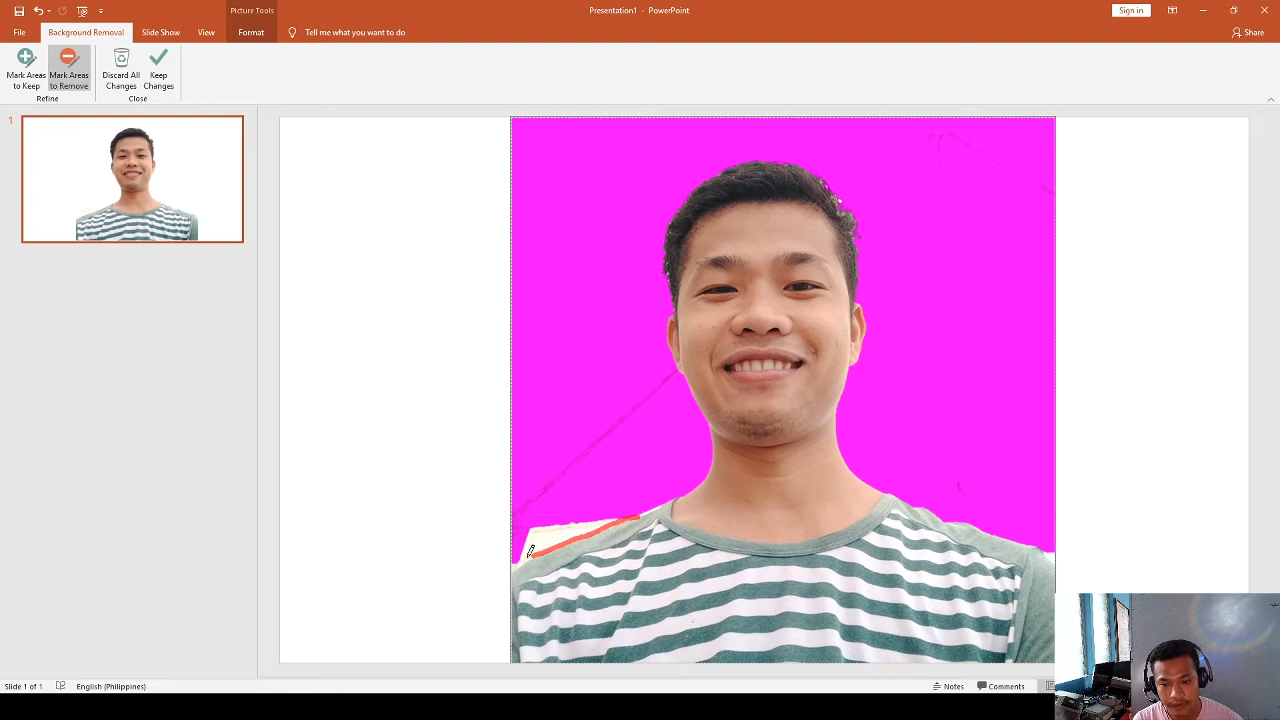 Picture Tools
Presentation1 - PowerPoint
Sign in
File
Background Removal
Slide Show
View
Format
Tell me what you want to do
Share
Mark Areas to Keep
Mark Areas to Remove
Discard All Changes
Keep Changes
Refine
Close
1
Slide 1 of 1
English (Philippines)
Notes
Comments